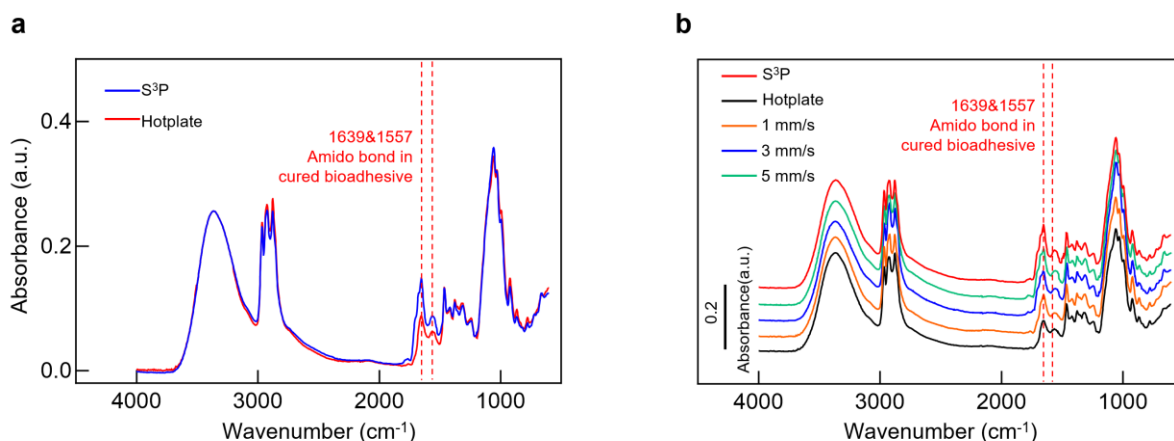 a
S³P
Hotplate
1639&1557
Amido bond in
cured bioadhesive
0.4
0.2
0.0
Absorbance (a.u.)
4000 3000 2000 1000
Wavenumber (cm⁻¹)
b
S³P
Hotplate
1 mm/s
3 mm/s
5 mm/s
1639&1557
Amido bond in
cured bioadhesive
0.2
Absorbance(a.u.)
4000 3000 2000 1000
Wavenumber (cm⁻¹)